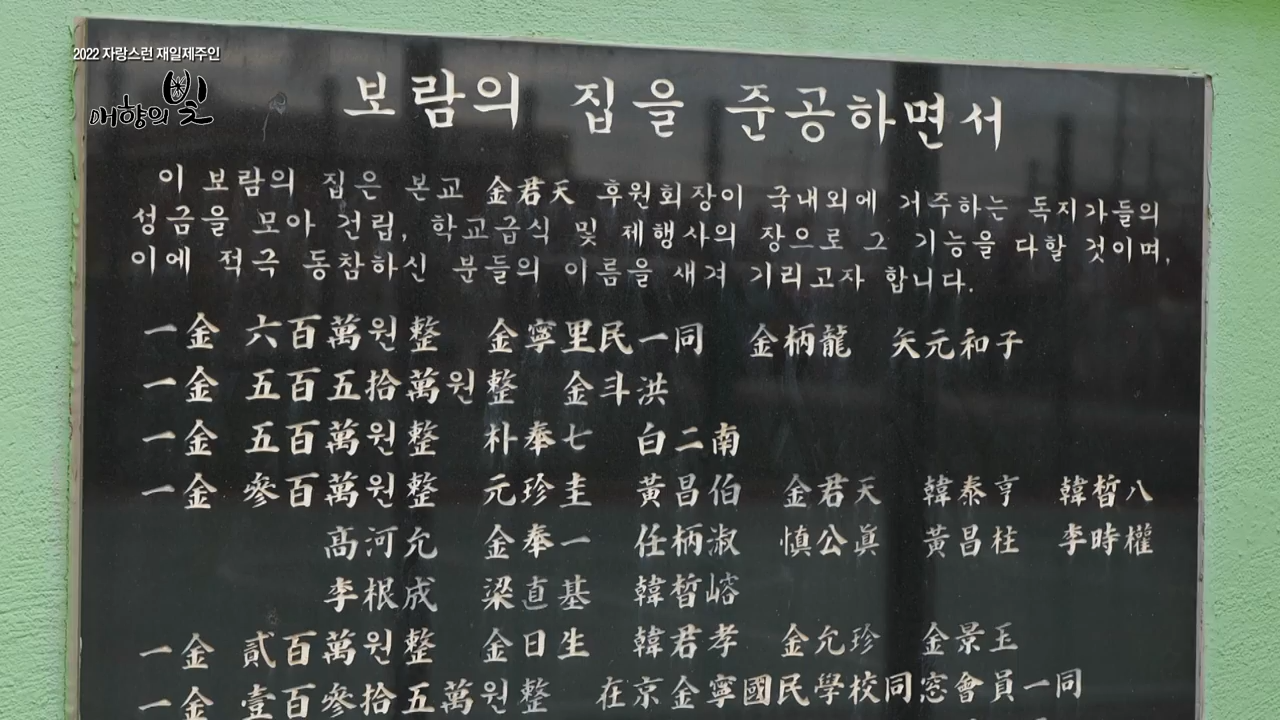 2022 자랑스런 재일제주인
애향의 빛
보람의 집을 준공하면서
이 보람의 집은 본교 金君天 후원회장이 국내외에 거주하는 독지가들의
성금을 모아 건립, 학교급식 및 제행사의 장으로 그 기능을 다할 것이며,
이에 적극 동참하신 분들의 이름을 새겨 기리고자 합니다.
一金 六百萬원整 金寧里民一同 金柄龍 矢元和子
一金 五百五拾萬원整 金斗洪
一金 五百萬원整 朴奉七 白二南
一金 參百萬원整 元珍圭 黃昌伯 金君天 韓泰亨 韓晳八
高河允 金奉一 任柄淑 愼公眞 黃昌柱 李時權
李根成 梁直基 韓晳嵱
一金 貳百萬원整 金日生 韓君孝 金允珍 金景玉
一金 壹百參拾五萬원整 在京金寧國民學校同窓會員一同